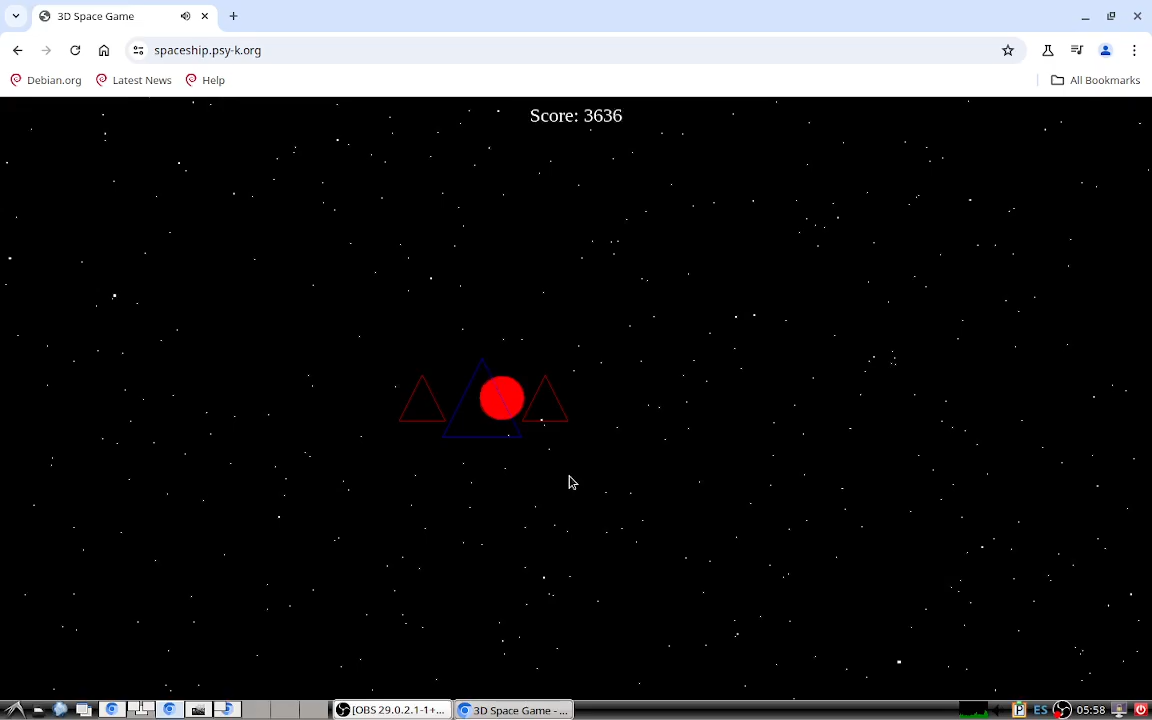 3D Space Game
spaceship.psy-k.org
Debian.org
Latest News
Help
All Bookmarks
Score: 3636
[OBS 29.0.2.1-1+...
3D Space Game - ...
P
ES
05:58